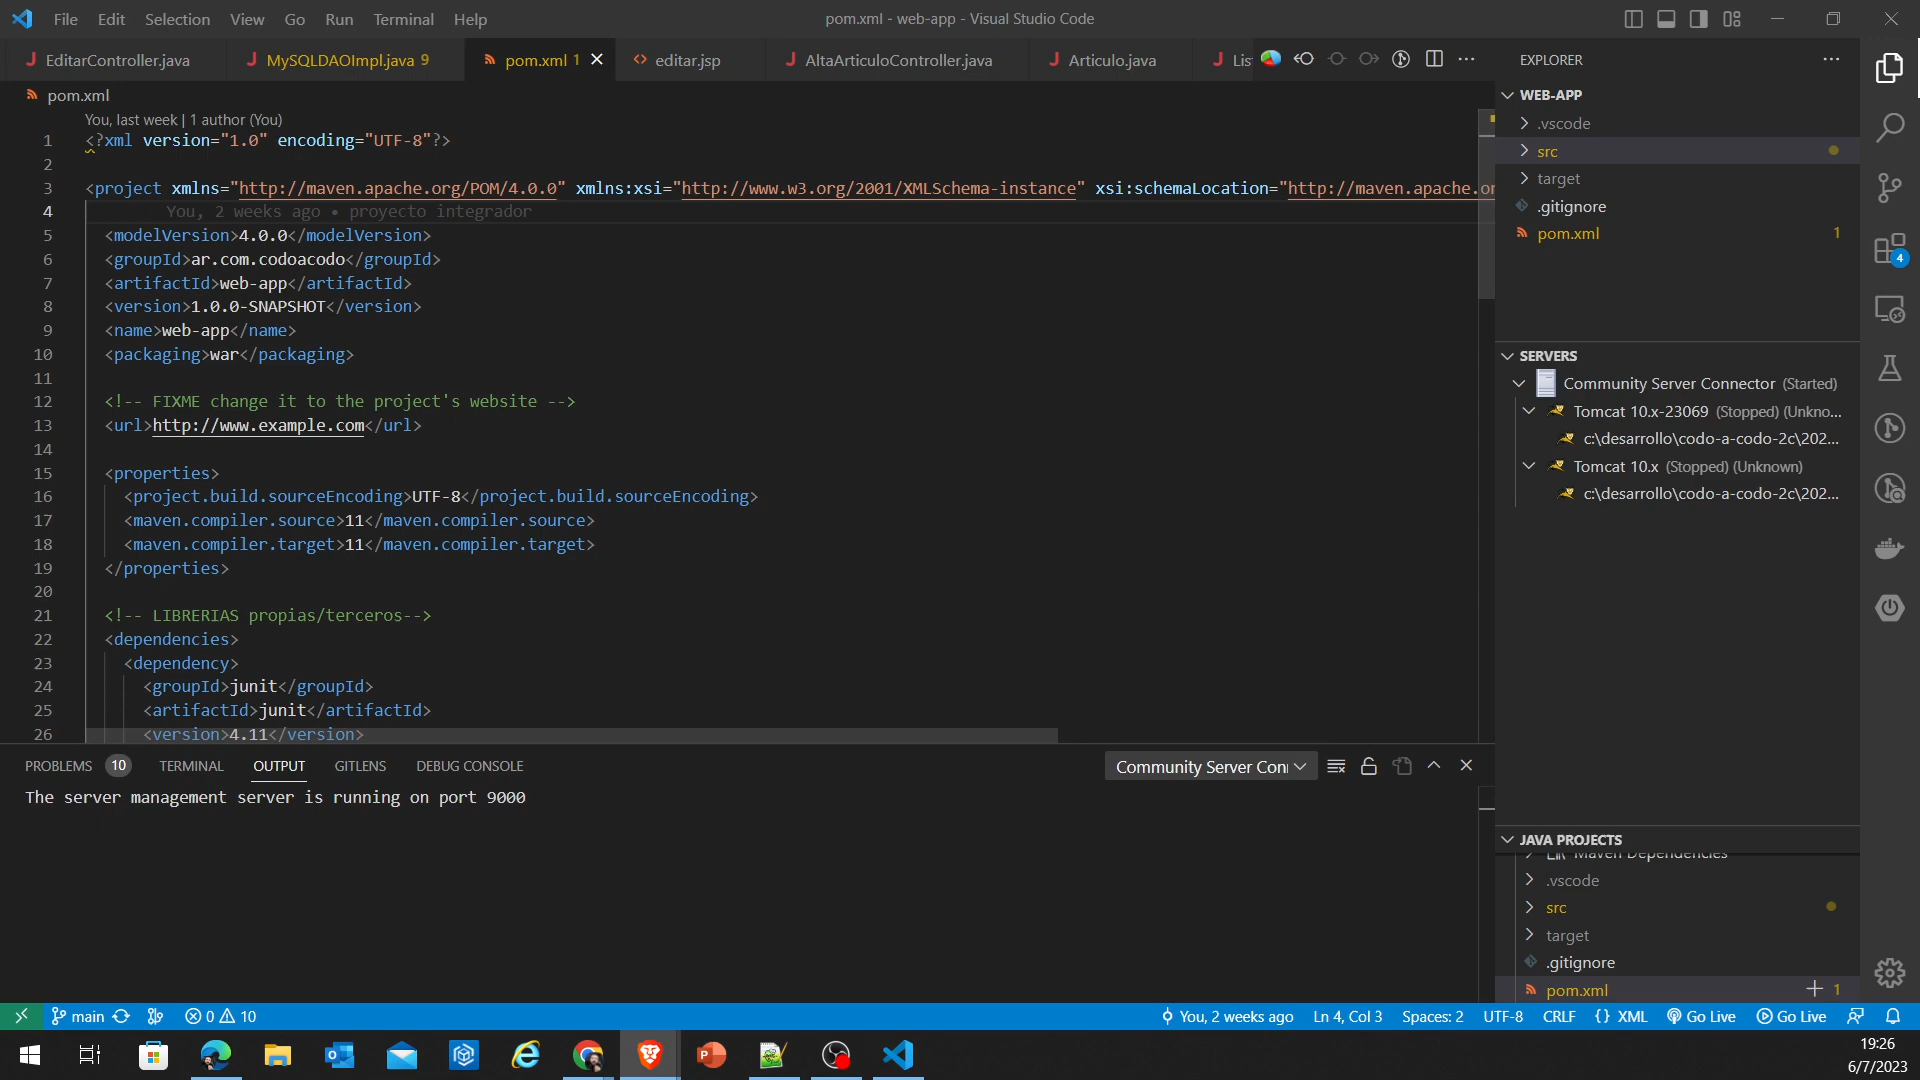 File Edit Selection View Go Run Terminal Help
pom.xml - web-app - Visual Studio Code
EditarController.java
MySQLDAOImpl.java 9
pom.xml 1
editar.jsp
AltaArticuloController.java
Articulo.java
Lis
pom.xml
You, last week | 1 author (You)
1 <?xml version="1.0" encoding="UTF-8"?>
2
3 <project xmlns="http://maven.apache.org/POM/4.0.0" xmlns:xsi="http://www.w3.org/2001/XMLSchema-instance" xsi:schemaLocation="http://maven.apache.or
4 You, 2 weeks ago • proyecto integrador
5 <modelVersion>4.0.0</modelVersion>
6 <groupId>ar.com.codoacodo</groupId>
7 <artifactId>web-app</artifactId>
8 <version>1.0.0-SNAPSHOT</version>
9 <name>web-app</name>
10 <packaging>war</packaging>
11
12 <!-- FIXME change it to the project's website -->
13 <url>http://www.example.com</url>
14
15 <properties>
16 <project.build.sourceEncoding>UTF-8</project.build.sourceEncoding>
17 <maven.compiler.source>11</maven.compiler.source>
18 <maven.compiler.target>11</maven.compiler.target>
19 </properties>
20
21 <!-- LIBRERIAS propias/terceros-->
22 <dependencies>
23 <dependency>
24 <groupId>junit</groupId>
25 <artifactId>junit</artifactId>
26 <version>4.11</version>
PROBLEMS 10 TERMINAL OUTPUT GITLENS DEBUG CONSOLE
Community Server Con
The server management server is running on port 9000
EXPLORER
WEB-APP
.vscode
src
target
.gitignore
pom.xml 1
SERVERS
Community Server Connector (Started)
Tomcat 10.x-23069 (Stopped) (Unkno...
c:\desarrollo\codo-a-codo-2c\202...
Tomcat 10.x (Stopped) (Unknown)
c:\desarrollo\codo-a-codo-2c\202...
JAVA PROJECTS
Maven Dependencies
.vscode
src
target
.gitignore
pom.xml 1
4
main 0 10
You, 2 weeks ago Ln 4, Col 3 Spaces: 2 UTF-8 CRLF {} XML Go Live Go Live
19:26
6/7/2023